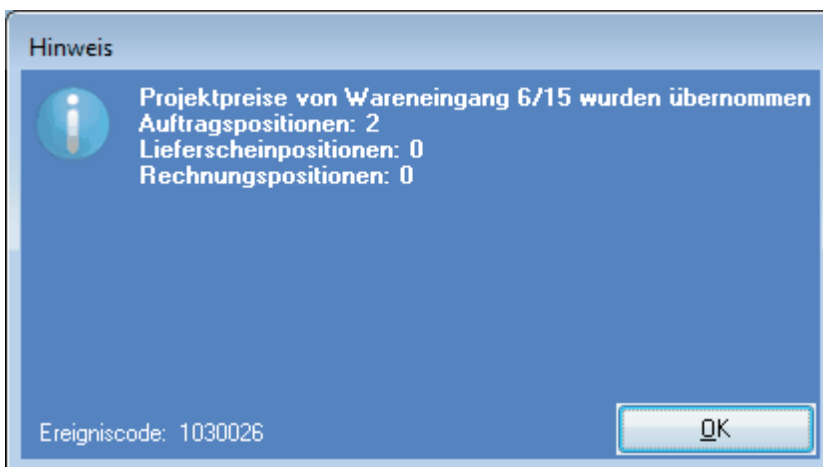 Hinweis
Projektpreise von Wareneingang 6/15 wurden übernommen
Auftragspositionen: 2
Lieferscheinpositionen: 0
Rechnungspositionen: 0
Ereigniscode: 1030026
OK